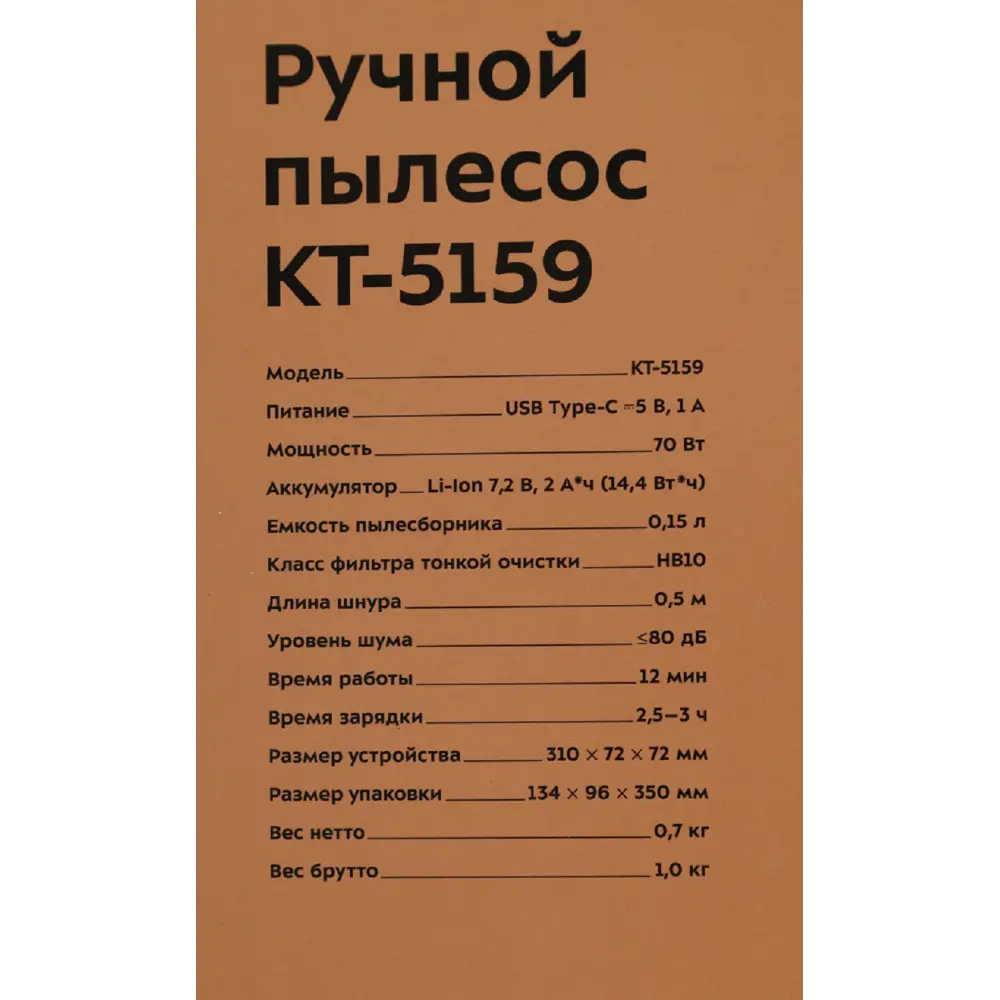 Ручной
пылесос
КТ-5159
Модель КТ-5159
Питание USB Type-C ⎓5 В, 1 А
Мощность 70 Вт
Аккумулятор Li-Ion 7,2 В, 2 А*ч (14,4 Вт*ч)
Емкость пылесборника 0,15 л
Класс фильтра тонкой очистки HB10
Длина шнура 0,5 м
Уровень шума ≤80 дБ
Время работы 12 мин
Время зарядки 2,5–3 ч
Размер устройства 310 × 72 × 72 мм
Размер упаковки 134 × 96 × 350 мм
Вес нетто 0,7 кг
Вес брутто 1,0 кг